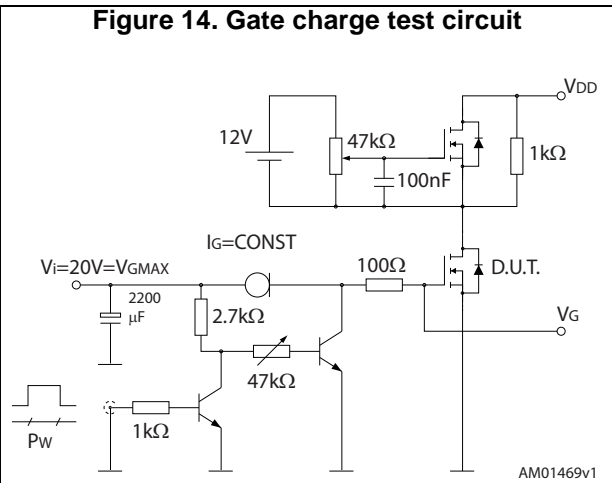 Figure 14. Gate charge test circuit
VDD
12V
47kΩ
1kΩ
100nF
IG=CONST
Vi=20V=VGMAX
100Ω
D.U.T.
2200
μF
2.7kΩ
VG
47kΩ
1kΩ
PW
AM01469v1